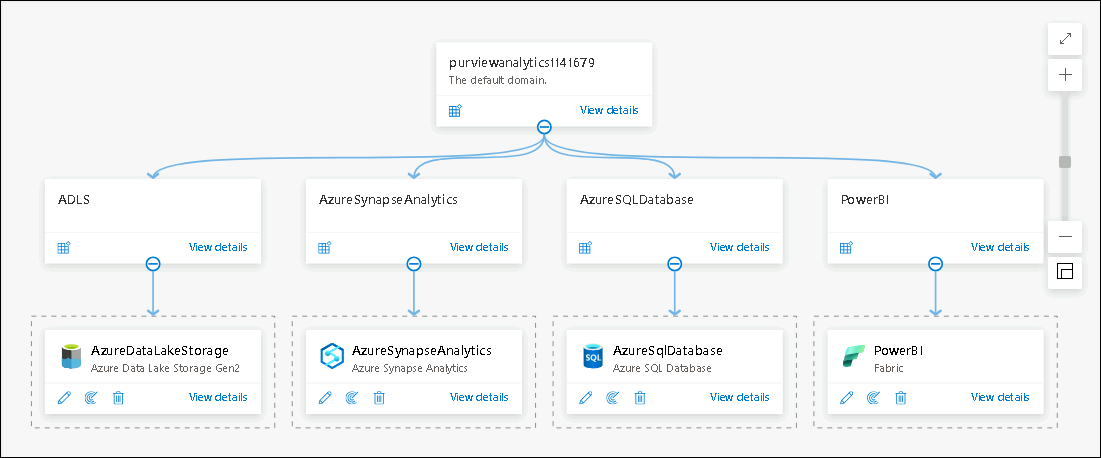 purviewanalytics1141679
The default domain.
View details
ADLS
View details
AzureSynapseAnalytics
View details
AzureSQLDatabase
View details
PowerBI
View details
AzureDataLakeStorage
Azure Data Lake Storage Gen2
View details
AzureSynapseAnalytics
Azure Synapse Analytics
View details
SQL
AzureSqlDatabase
Azure SQL Database
View details
PowerBI
Fabric
View details